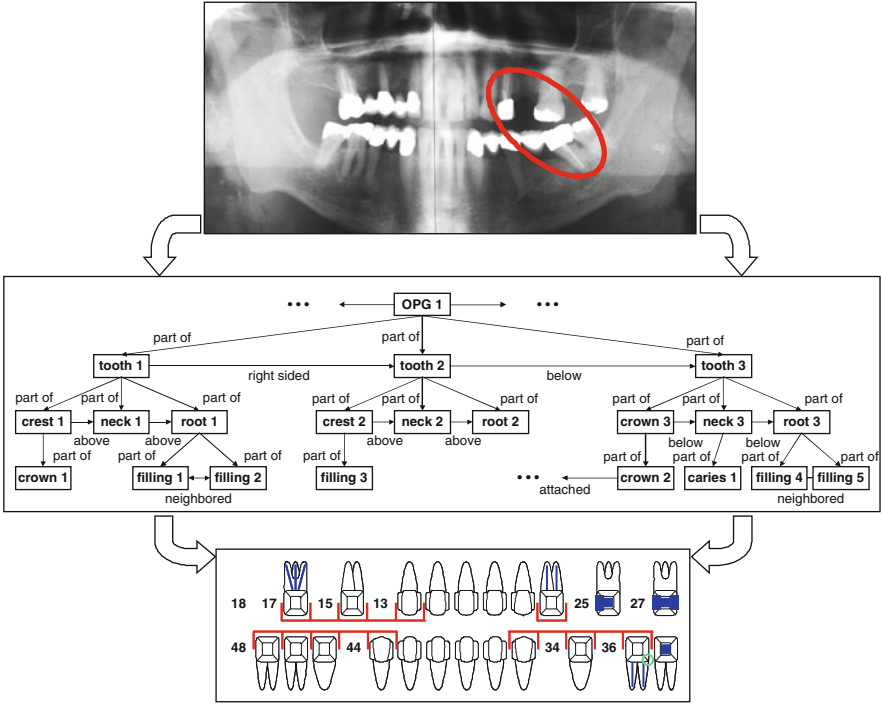 ••• OPG 1 •••
part of part of part of
tooth 1 tooth 2 tooth 3
right sided below
part of part of part of part of part of part of part of part of part of
crest 1 neck 1 root 1 crest 2 neck 2 root 2 crown 3 neck 3 root 3
above above above above below below
part of part of part of part of part of part of part of part of
crown 1 filling 1 filling 2 filling 3 ••• crown 2 caries 1 filling 4 filling 5
neighbored attached neighbored
18 17 15 13 25 27
48 44 34 36